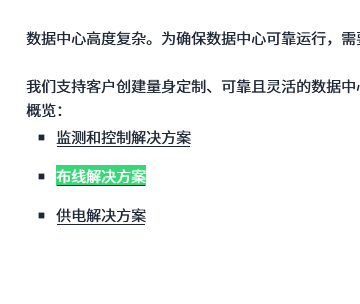 数据中心高度复杂。为确保数据中心可靠运行，需
我们支持客户创建量身定制、可靠且灵活的数据中
概览：
监测和控制解决方案
布线解决方案
供电解决方案